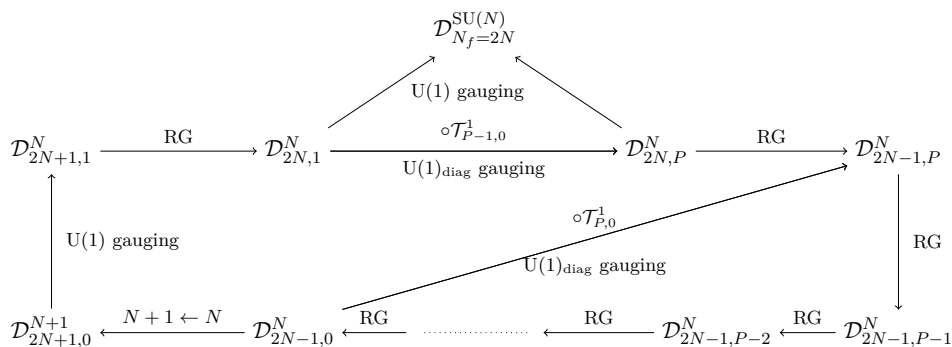 $\mathcal{D}^{\mathrm{SU}(N)}_{N_f=2N}$
U(1) gauging
$\circ\mathcal{T}^1_{P-1,0}$
$\mathcal{D}^N_{2N+1,1}$ RG $\mathcal{D}^N_{2N,1}$ $\mathcal{D}^N_{2N,P}$ RG $\mathcal{D}^N_{2N-1,P}$
U(1)$_{\mathrm{diag}}$ gauging
$\circ\mathcal{T}^1_{P,0}$
U(1) gauging RG
U(1)$_{\mathrm{diag}}$ gauging
$\mathcal{D}^{N+1}_{2N+1,0}$ $N+1 \leftarrow N$ $\mathcal{D}^N_{2N-1,0}$ RG ............ RG $\mathcal{D}^N_{2N-1,P-2}$ RG $\mathcal{D}^N_{2N-1,P-1}$